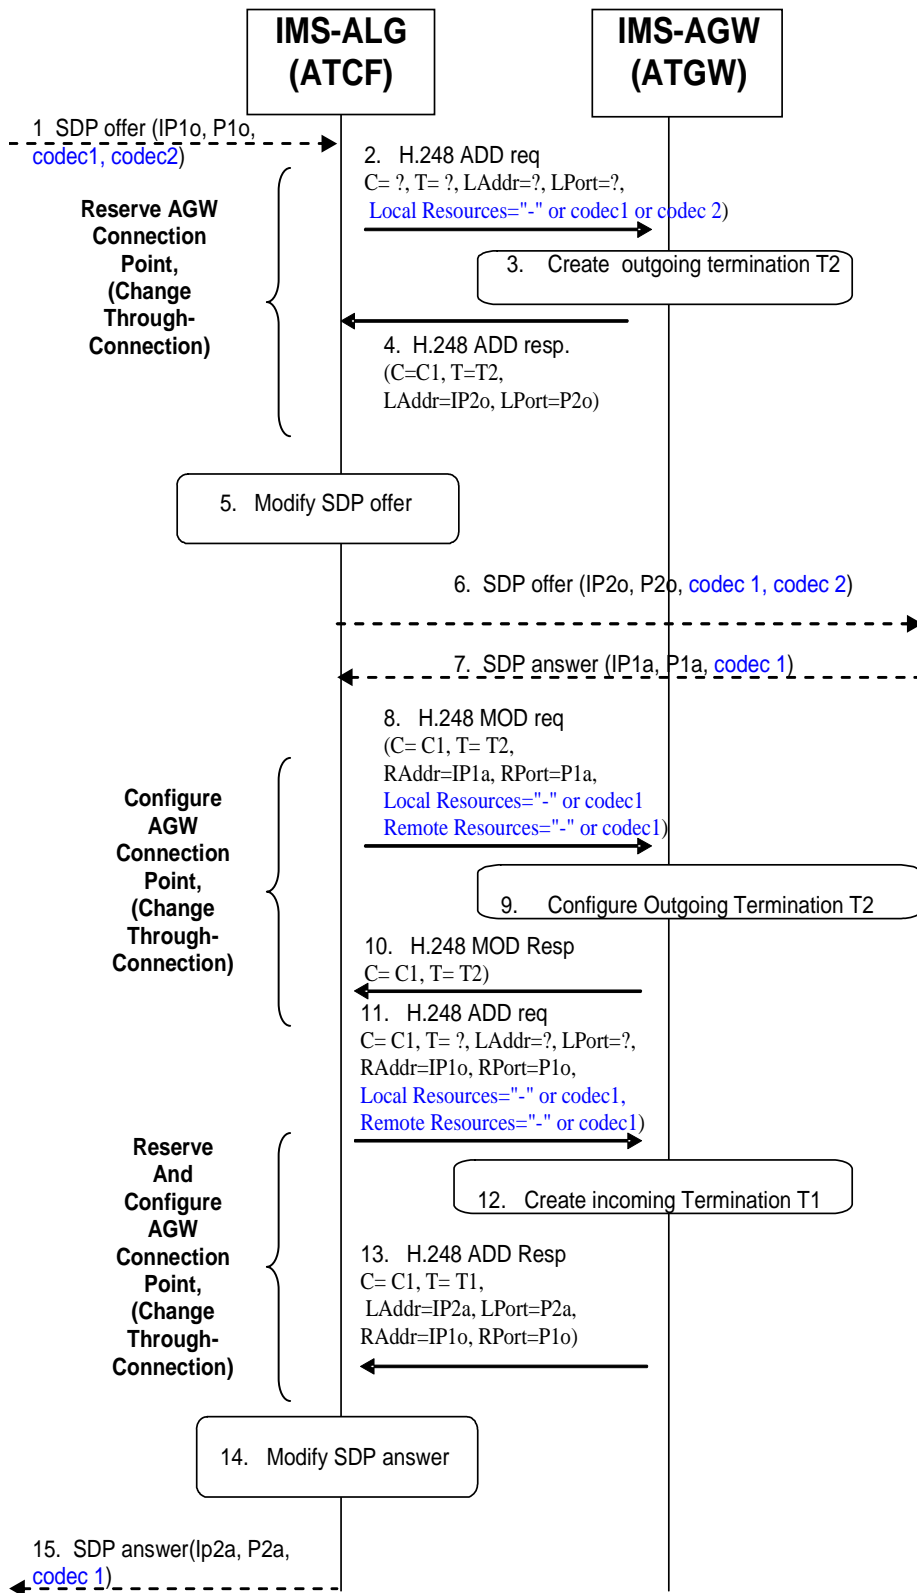 IMS-ALG
(ATCF)
IMS-AGW
(ATGW)
1 SDP offer (IP1o, P1o,
codec1, codec2)
2. H.248 ADD req
C= ?, T= ?, LAddr=?, LPort=?,
Local Resources="-" or codec1 or codec 2)
Reserve AGW
Connection
Point,
(Change
Through-
Connection)
3. Create outgoing termination T2
4. H.248 ADD resp.
(C=C1, T=T2,
LAddr=IP2o, LPort=P2o)
5. Modify SDP offer
6. SDP offer (IP2o, P2o, codec 1, codec 2)
7. SDP answer (IP1a, P1a, codec 1)
8. H.248 MOD req
(C= C1, T= T2,
RAddr=IP1a, RPort=P1a,
Local Resources="-" or codec1
Remote Resources="-" or codec1)
Configure
AGW
Connection
Point,
(Change
Through-
Connection)
9. Configure Outgoing Termination T2
10. H.248 MOD Resp
C= C1, T= T2)
11. H.248 ADD req
C= C1, T= ?, LAddr=?, LPort=?,
RAddr=IP1o, RPort=P1o,
Local Resources="-" or codec1,
Remote Resources="-" or codec1)
Reserve
And
Configure
AGW
Connection
Point,
(Change
Through-
Connection)
12. Create incoming Termination T1
13. H.248 ADD Resp
C= C1, T= T1,
LAddr=IP2a, LPort=P2a,
RAddr=IP1o, RPort=P1o)
14. Modify SDP answer
15. SDP answer(Ip2a, P2a,
codec 1)